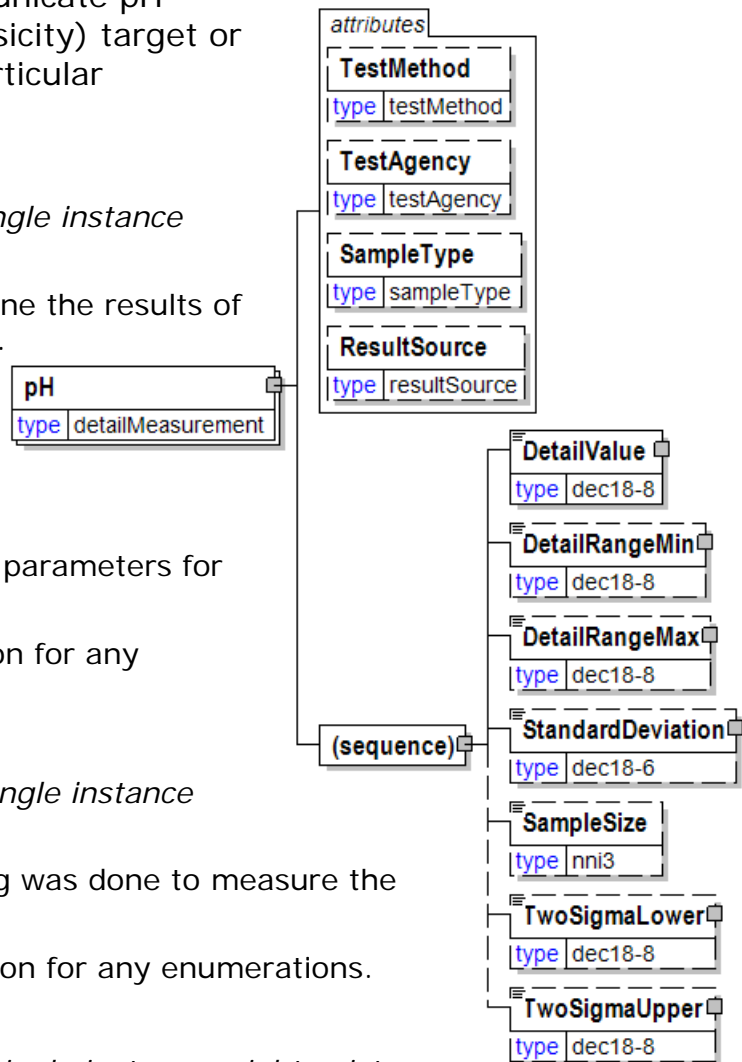 unicate pH
sicity) target or
rticular
ngle instance
ne the results of
parameters for
on for any
ngle instance
g was done to measure the
on for any enumerations.
attributes
TestMethod
type testMethod
TestAgency
type testAgency
SampleType
type sampleType
ResultSource
type resultSource
pH
type detailMeasurement
(sequence)
DetailValue
type dec18-8
DetailRangeMin
type dec18-8
DetailRangeMax
type dec18-8
StandardDeviation
type dec18-6
SampleSize
type nni3
TwoSigmaLower
type dec18-8
TwoSigmaUpper
type dec18-8